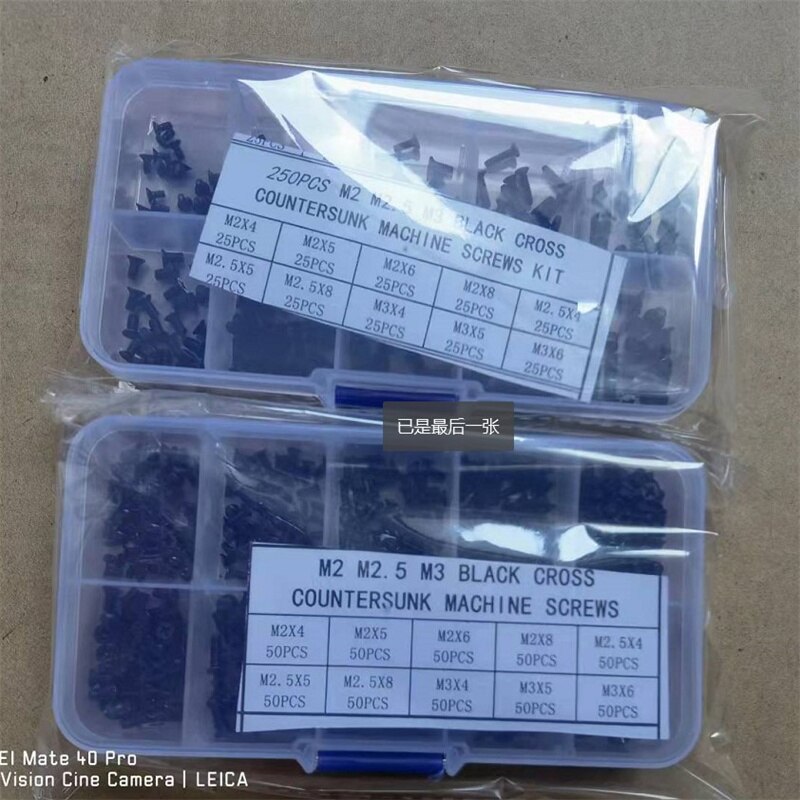 250PCS M2 M2.5 M3 BLACK CROSS
COUNTERSUNK MACHINE SCREWS KIT
M2X4 M2X5 M2X6 M2X8 M2.5X4
25PCS 25PCS 25PCS 25PCS 25PCS
M2.5X5 M2.5X8 M3X4 M3X5 M3X6
25PCS 25PCS 25PCS 25PCS 25PCS
已是最后一张
M2 M2.5 M3 BLACK CROSS
COUNTERSUNK MACHINE SCREWS
M2X4 M2X5 M2X6 M2X8 M2.5X4
50PCS 50PCS 50PCS 50PCS 50PCS
M2.5X5 M2.5X8 M3X4 M3X5 M3X6
50PCS 50PCS 50PCS 50PCS 50PCS
EI Mate 40 Pro
Vision Cine Camera | LEICA